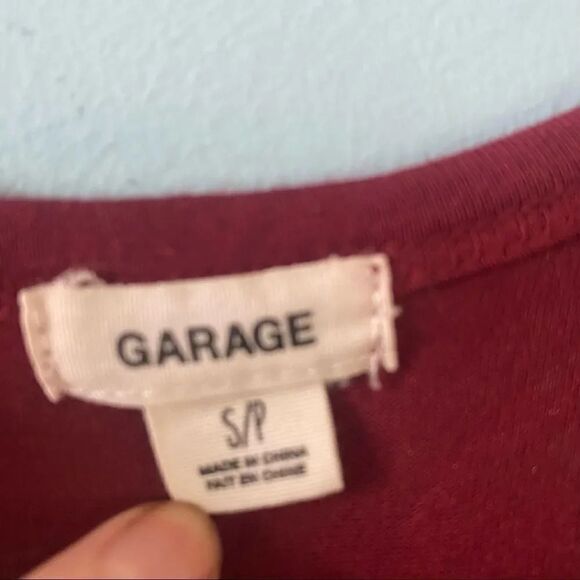 GARAGE
S/P
MADE IN CHINA
FAIT EN CHINE